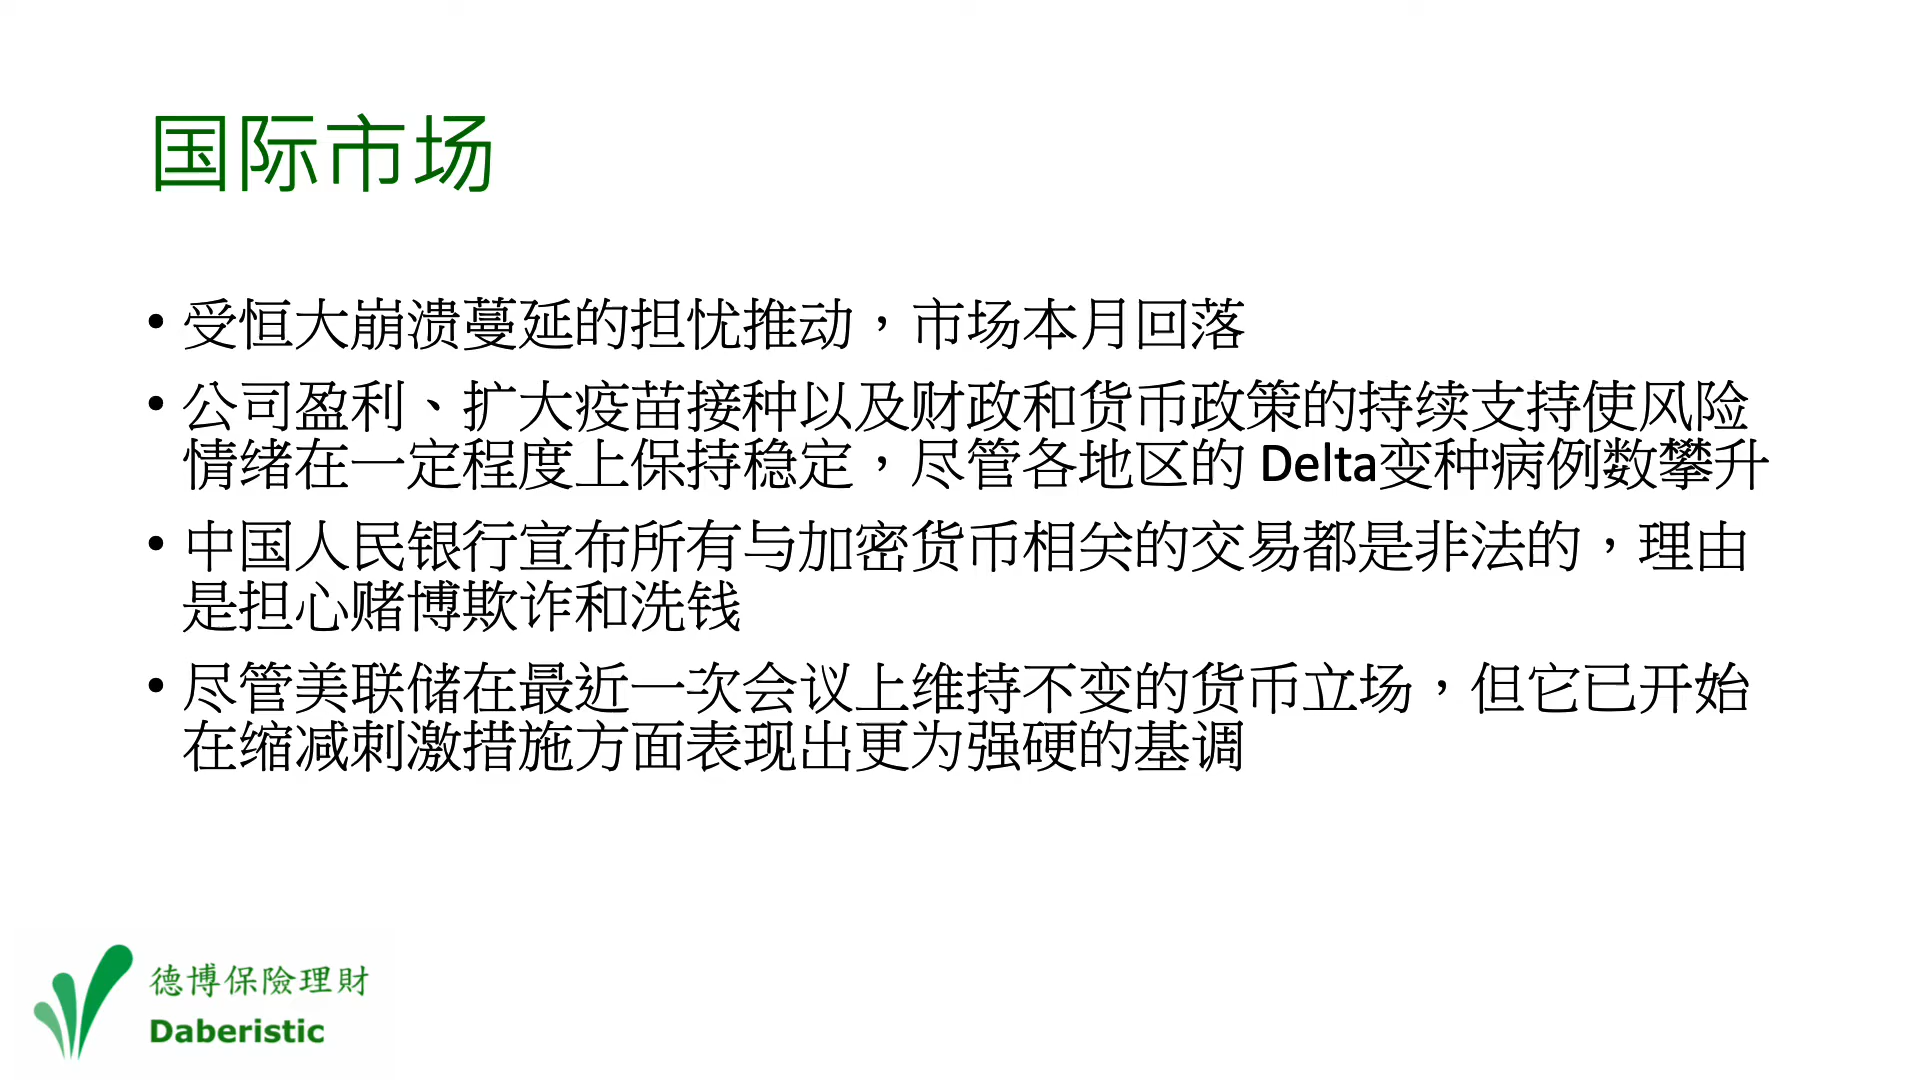 国际市场
• 受恒大崩溃蔓延的担忧推动，市场本月回落
• 公司盈利、扩大疫苗接种以及财政和货币政策的持续支持使风险
情绪在一定程度上保持稳定，尽管各地区的 Delta变种病例数攀升
• 中国人民银行宣布所有与加密货币相关的交易都是非法的，理由
是担心赌博欺诈和洗钱
• 尽管美联储在最近一次会议上维持不变的货币立场，但它已开始
在缩减刺激措施方面表现出更为强硬的基调
德博保險理財
Daberistic